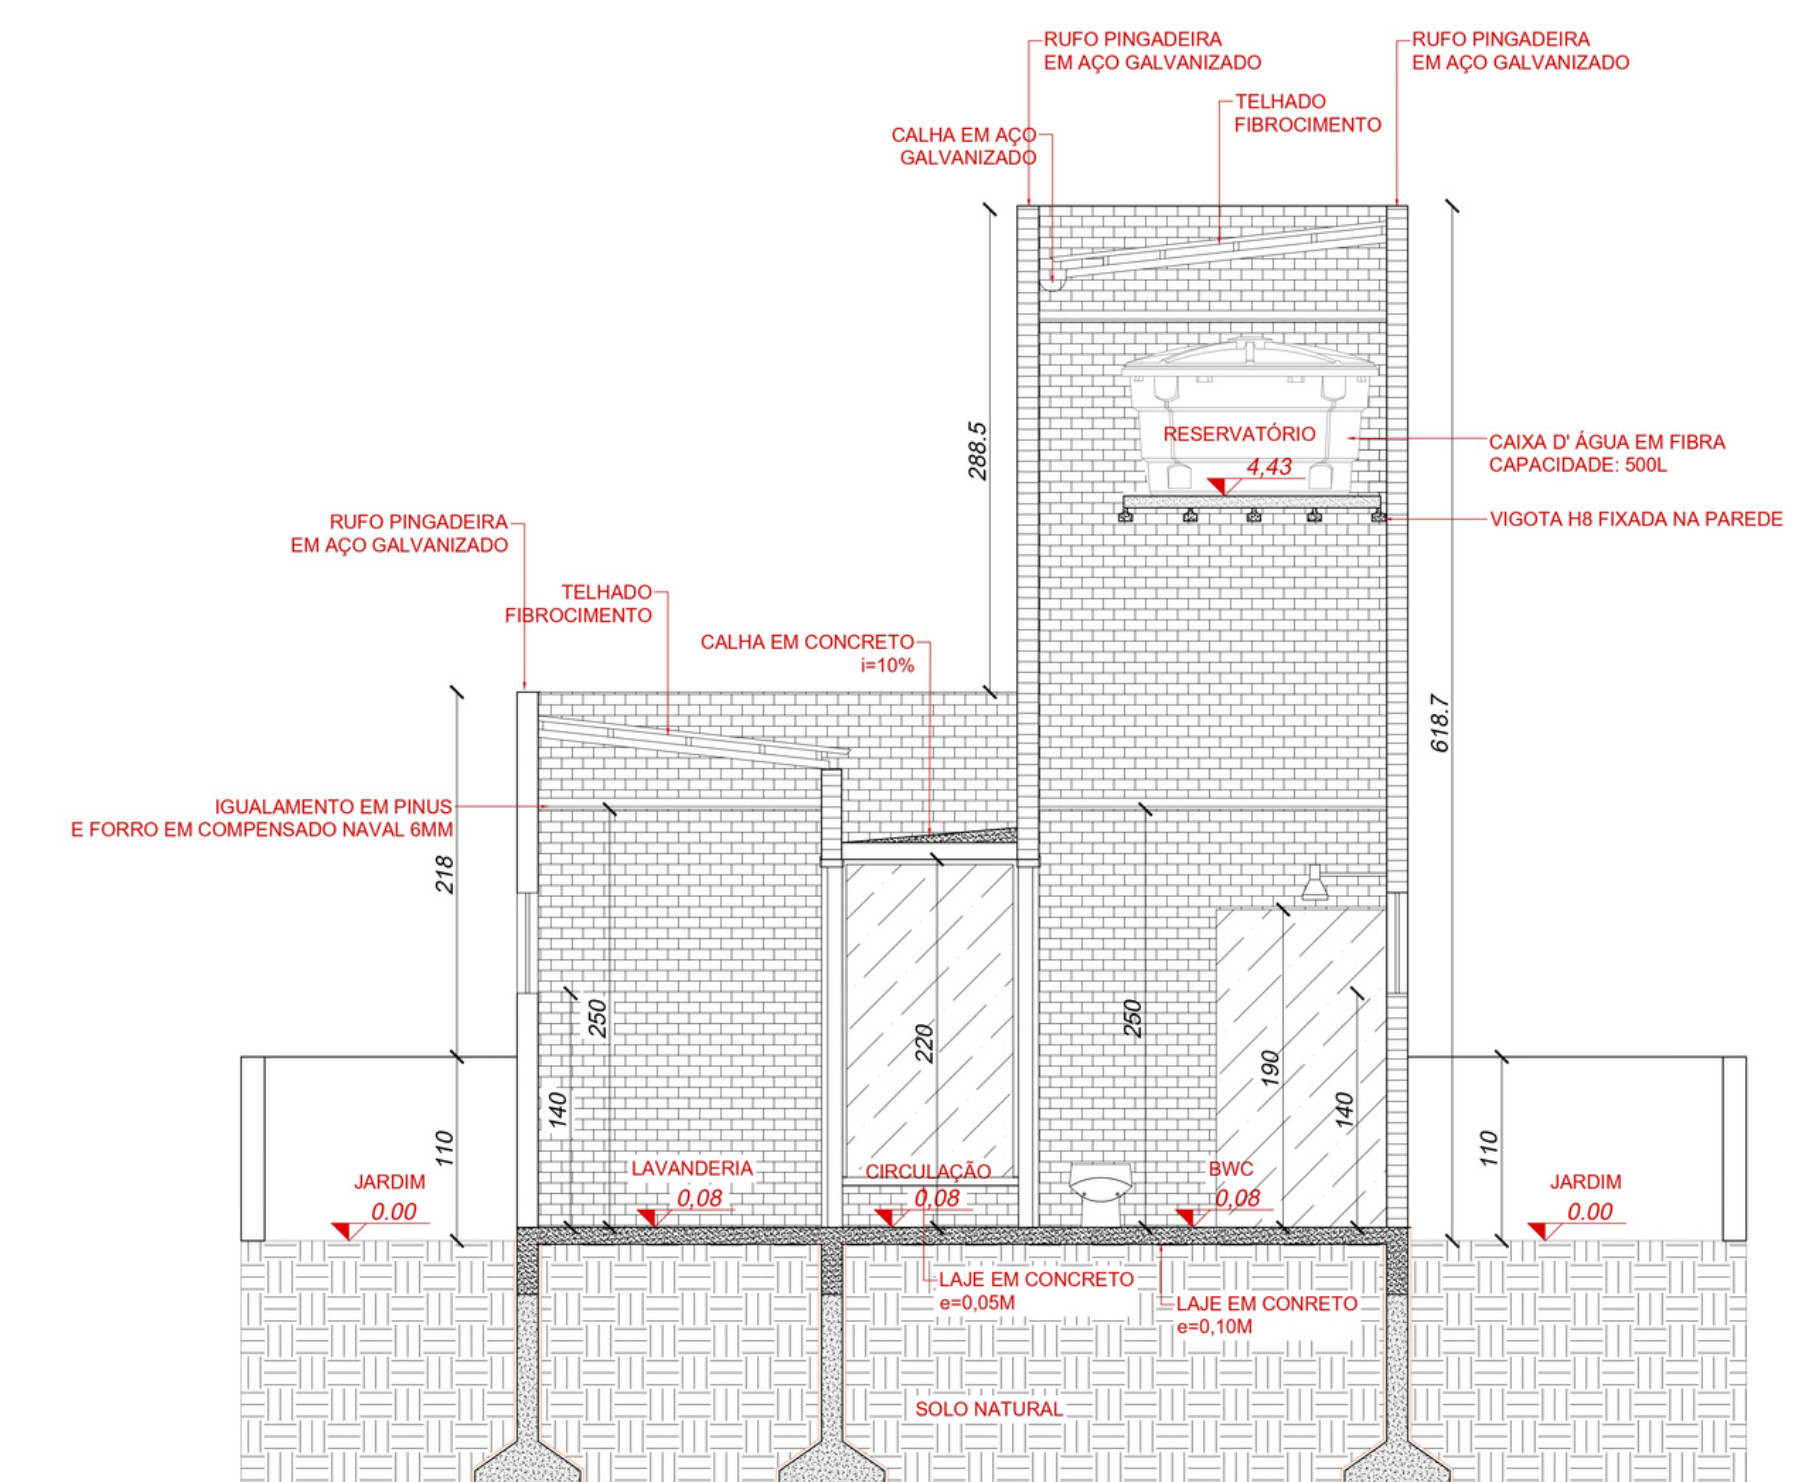 RUFO PINGADEIRA
EM AÇO GALVANIZADO
RUFO PINGADEIRA
EM AÇO GALVANIZADO
TELHADO
FIBROCIMENTO
CALHA EM AÇO
GALVANIZADO
288.5
RESERVATÓRIO
4,43
CAIXA D' ÁGUA EM FIBRA
CAPACIDADE: 500L
VIGOTA H8 FIXADA NA PAREDE
RUFO PINGADEIRA
EM AÇO GALVANIZADO
TELHADO
FIBROCIMENTO
CALHA EM CONCRETO
i=10%
618.7
IGUALAMENTO EM PINUS
E FORRO EM COMPENSADO NAVAL 6MM
218
250
220
250
190
140
140
110
110
JARDIM
0.00
LAVANDERIA
0,08
CIRCULAÇÃO
0,08
BWC
0,08
JARDIM
0.00
LAJE EM CONCRETO
e=0,05M
LAJE EM CONRETO
e=0,10M
SOLO NATURAL